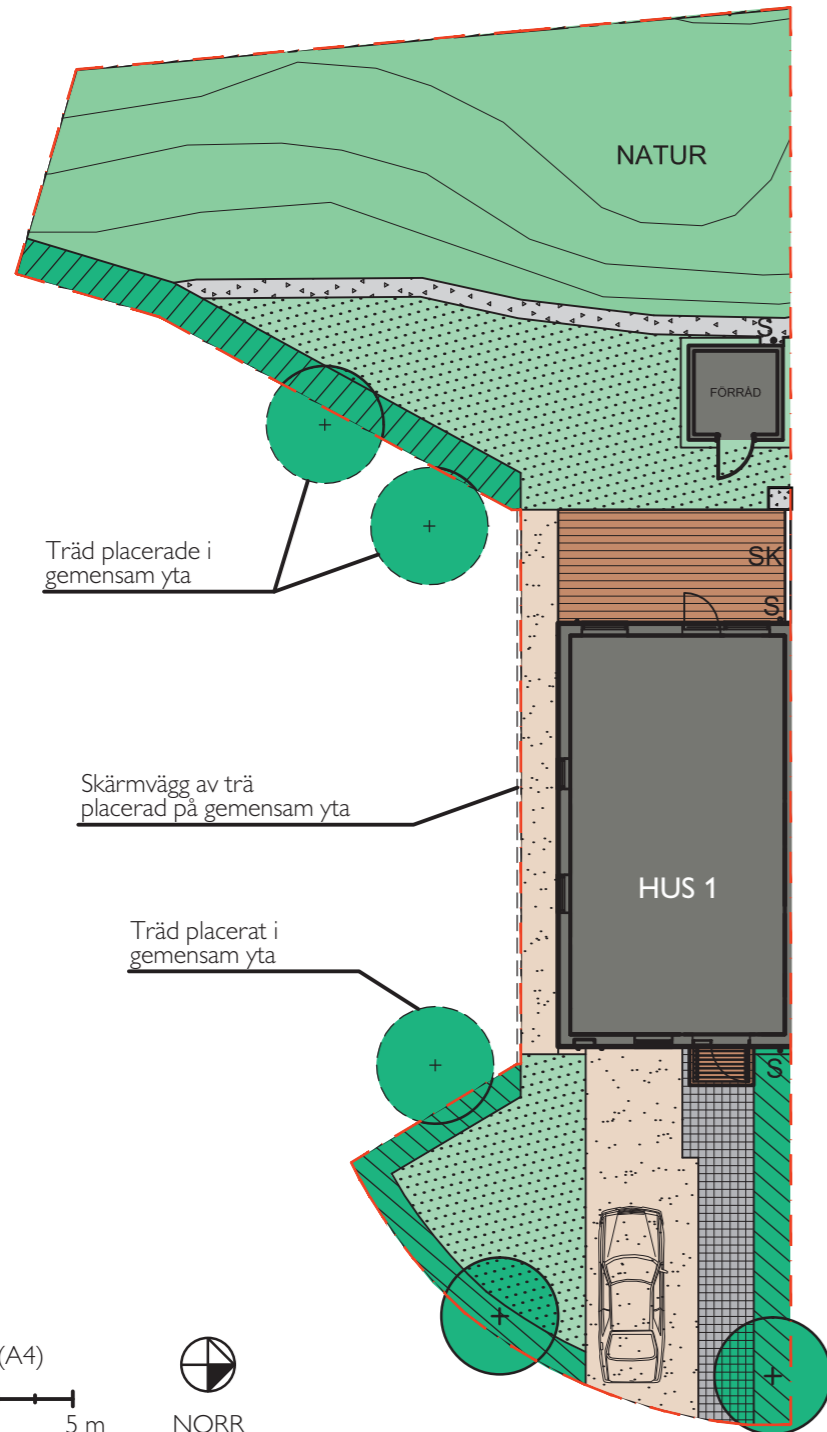 NATUR
S
FÖRRÅD
Träd placerade i
gemensam yta
SK
S
Skärmvägg av trä
placerad på gemensam yta
HUS 1
Träd placerat i
gemensam yta
S
(A4)
5 m
NORR